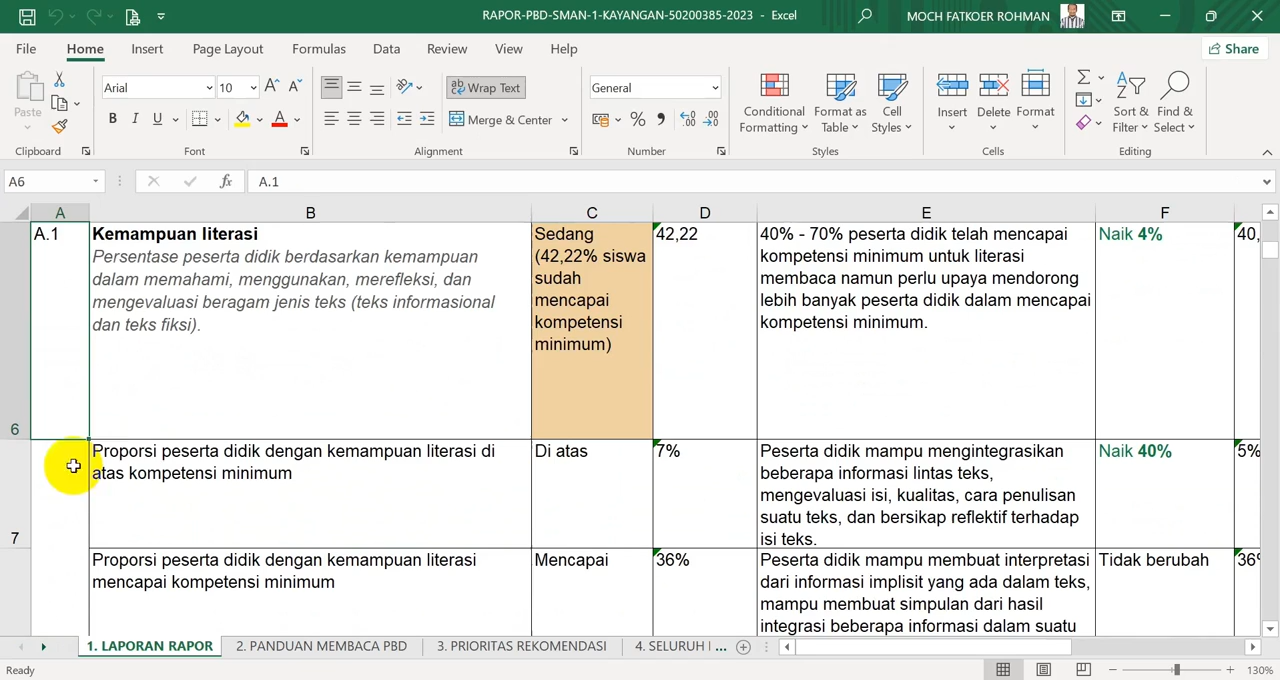 RAPOR-PBD-SMAN-1-KAYANGAN-50200385-2023 - Excel
MOCH FATKOER ROHMAN
File Home Insert Page Layout Formulas Data Review View Help
Share
Paste
Clipboard
Arial 10
B I U
Font
Wrap Text
Merge & Center
Alignment
General
Number
Conditional Formatting
Format as Table
Cell Styles
Styles
Insert Delete Format
Cells
Sort & Filter
Find & Select
Editing
A6 fx A.1
A B C D E F
6
A.1
Kemampuan literasi
Persentase peserta didik berdasarkan kemampuan
dalam memahami, menggunakan, merefleksi, dan
mengevaluasi beragam jenis teks (teks informasional
dan teks fiksi).
Sedang
(42,22% siswa
sudah
mencapai
kompetensi
minimum)
42,22
40% - 70% peserta didik telah mencapai
kompetensi minimum untuk literasi
membaca namun perlu upaya mendorong
lebih banyak peserta didik dalam mencapai
kompetensi minimum.
Naik 4%
40,
7
Proporsi peserta didik dengan kemampuan literasi di
atas kompetensi minimum
Di atas
7%
Peserta didik mampu mengintegrasikan
beberapa informasi lintas teks,
mengevaluasi isi, kualitas, cara penulisan
suatu teks, dan bersikap reflektif terhadap
isi teks.
Naik 40%
5%
Proporsi peserta didik dengan kemampuan literasi
mencapai kompetensi minimum
Mencapai
36%
Peserta didik mampu membuat interpretasi
dari informasi implisit yang ada dalam teks,
mampu membuat simpulan dari hasil
integrasi beberapa informasi dalam suatu
Tidak berubah
36%
1. LAPORAN RAPOR
2. PANDUAN MEMBACA PBD
3. PRIORITAS REKOMENDASI
4. SELURUH I ...
Ready
130%